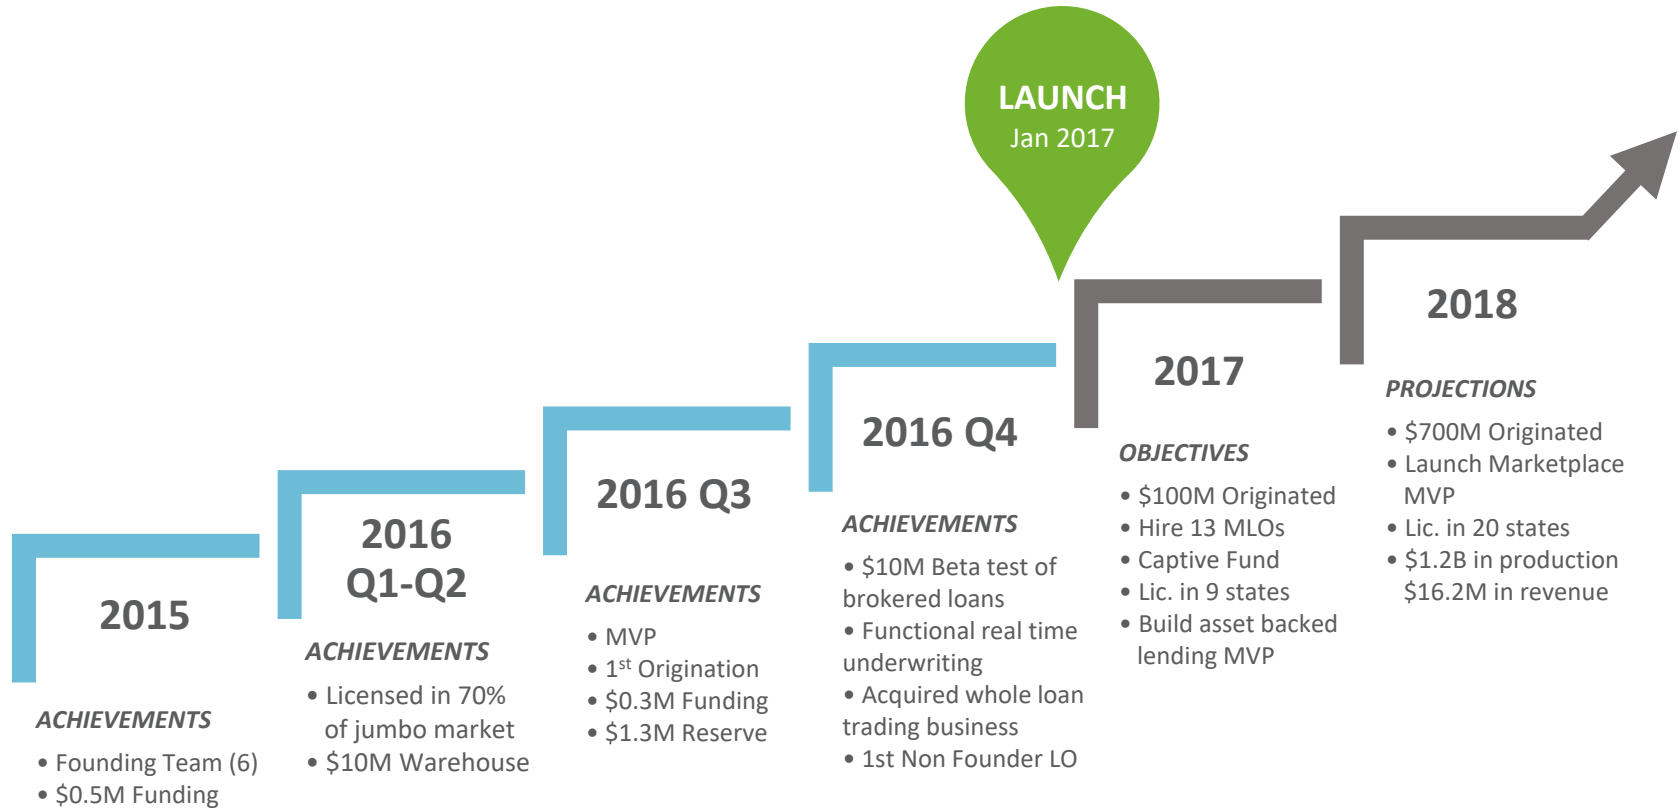 LAUNCH
Jan 2017
2015
ACHIEVEMENTS
• Founding Team (6)
• $0.5M Funding
2016
Q1-Q2
ACHIEVEMENTS
• Licensed in 70%
of jumbo market
• $10M Warehouse
2016 Q3
ACHIEVEMENTS
• MVP
• 1st Origination
• $0.3M Funding
• $1.3M Reserve
2016 Q4
ACHIEVEMENTS
• $10M Beta test of
brokered loans
• Functional real time
underwriting
• Acquired whole loan
trading business
• 1st Non Founder LO
2017
OBJECTIVES
• $100M Originated
• Hire 13 MLOs
• Captive Fund
• Lic. in 9 states
• Build asset backed
lending MVP
2018
PROJECTIONS
• $700M Originated
• Launch Marketplace
MVP
• Lic. in 20 states
• $1.2B in production
$16.2M in revenue